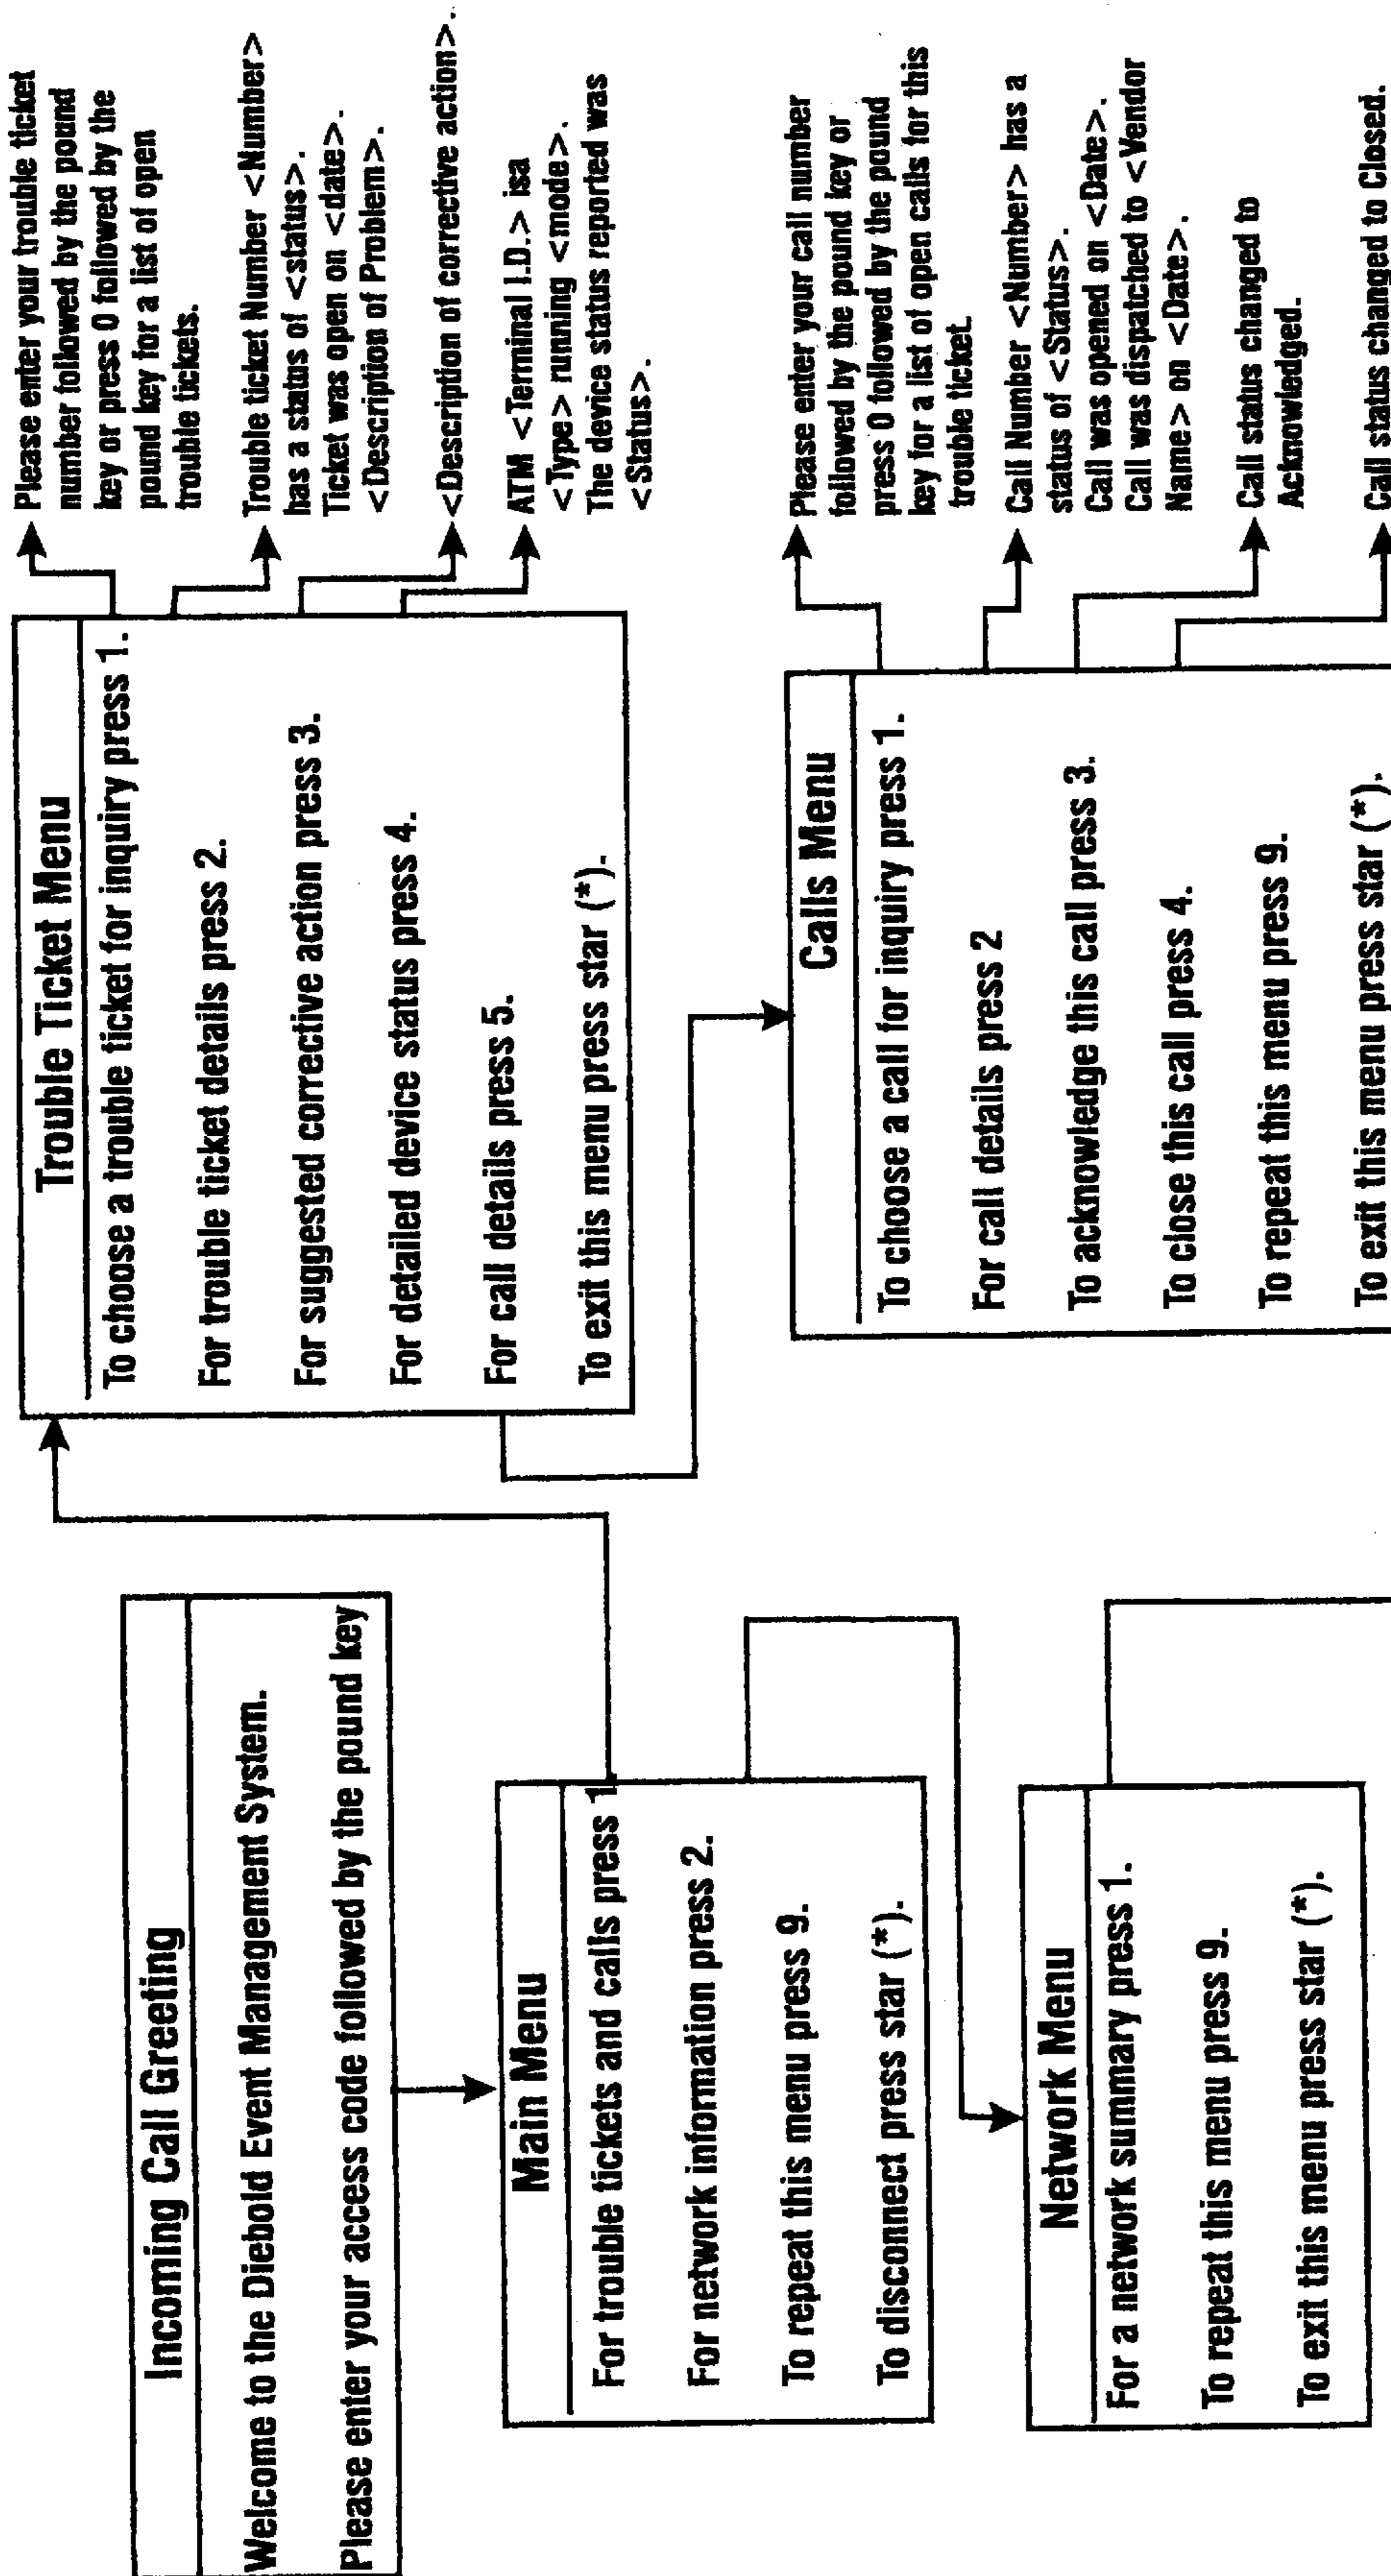 Incoming Call Greeting
Welcome to the Diebold Event Management System.
Please enter your access code followed by the pound key
Main Menu
For trouble tickets and calls press 1
For network information press 2.
To repeat this menu press 9.
To disconnect press star (*).
Network Menu
For a network summary press 1.
To repeat this menu press 9.
To exit this menu press star (*).
Trouble Ticket Menu
To choose a trouble ticket for inquiry press 1.
For trouble ticket details press 2.
For suggested corrective action press 3.
For detailed device status press 4.
For call details press 5.
To exit this menu press star (*).
Calls Menu
To choose a call for inquiry press 1.
For call details press 2
To acknowledge this call press 3.
To close this call press 4.
To repeat this menu press 9.
To exit this menu press star (*).
Please enter your trouble ticket
number followed by the pound
key or press 0 followed by the
pound key for a list of open
trouble tickets.
Trouble ticket Number <Number>
has a status of <status>.
Ticket was open on <date>.
<Description of Problem>.
<Description of corrective action>.
ATM <Terminal I.D.> isa
<Type> running <mode>.
The device status reported was
<Status>.
Please enter your call number
followed by the pound key or
press 0 followed by the pound
key for a list of open calls for this
trouble ticket.
Call Number <Number> has a
status of <Status>.
Call was opened on <Date>.
Call was dispatched to <Vendor
Name> on <Date>.
Call status changed to
Acknowledged.
Call status changed to Closed.